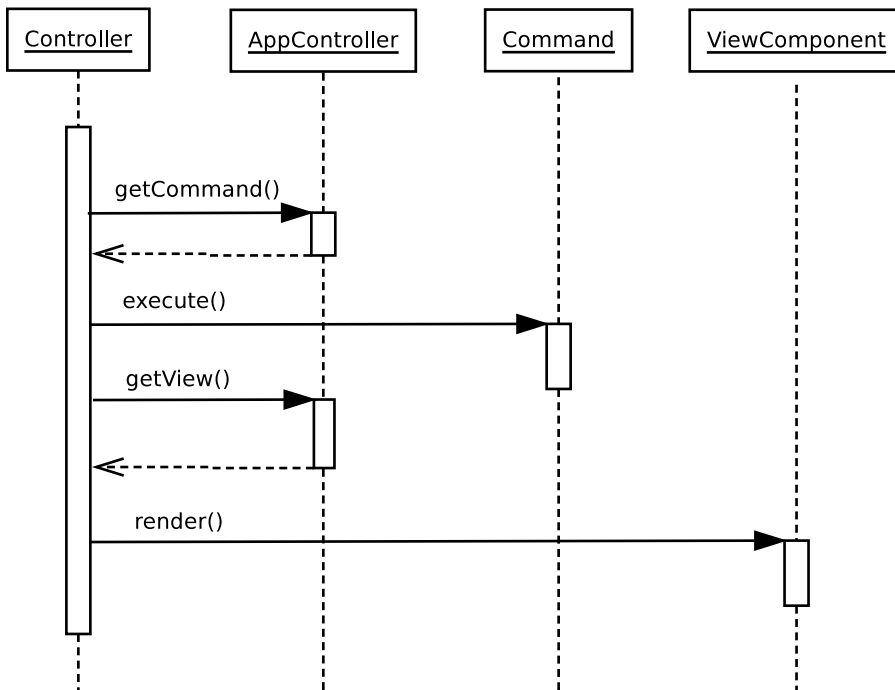 Controller
AppController
Command
ViewComponent
getCommand()
execute()
getView()
render()